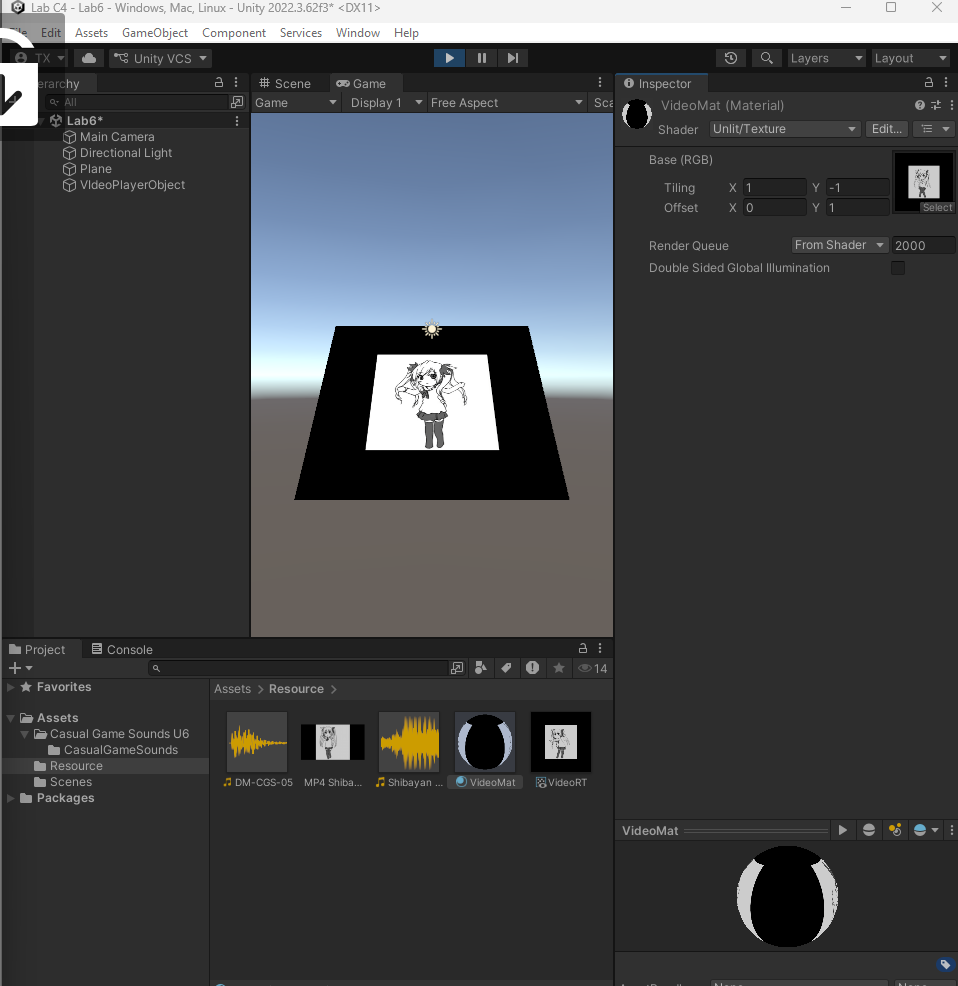 Lab C4 - Lab6 - Windows, Mac, Linux - Unity 2022.3.62f3* <DX11>
Edit Assets GameObject Component Services Window Help
TX Unity VCS Layers Layout
erarchy
All
Lab6*
Main Camera
Directional Light
Plane
VIdeoPlayerObject
Scene Game
Game Display 1 Free Aspect Sca
Inspector
VideoMat (Material)
Shader Unlit/Texture Edit...
Base (RGB)
Tiling X 1 Y -1
Offset X 0 Y 1
Select
Render Queue From Shader 2000
Double Sided Global Illumination
Project Console
14
Favorites
Assets
Casual Game Sounds U6
CasualGameSounds
Resource
Scenes
Packages
Assets > Resource >
DM-CGS-05 MP4 Shiba... Shibayan ... VideoMat VideoRT
VideoMat